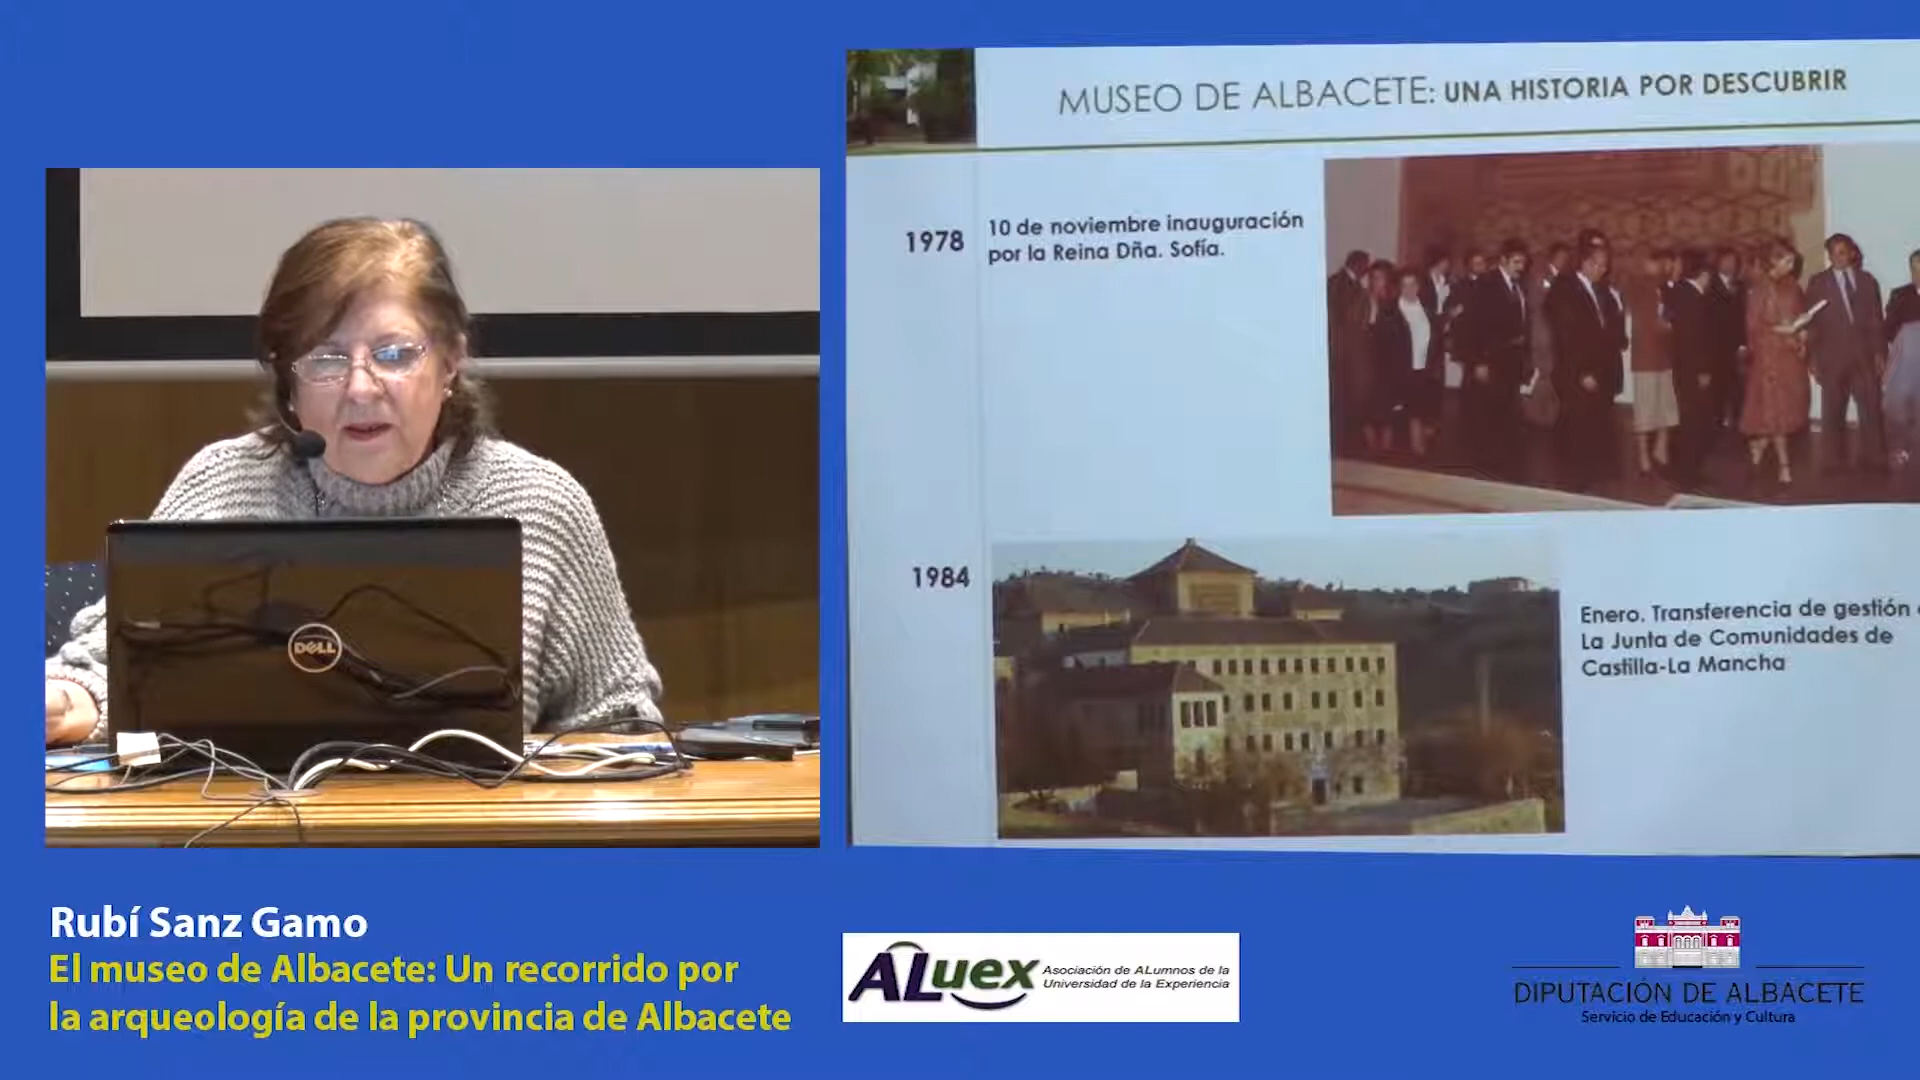 MUSEO DE ALBACETE: UNA HISTORIA POR DESCUBRIR
1978
10 de noviembre inauguración
por la Reina Dña. Sofía.
1984
Enero. Transferencia de gestión
La Junta de Comunidades de
Castilla-La Mancha
DELL
Rubí Sanz Gamo
El museo de Albacete: Un recorrido por
la arqueología de la provincia de Albacete
ALuex
Asociación de ALumnos de la
Universidad de la Experiencia
DIPUTACIÓN DE ALBACETE
Servicio de Educación y Cultura